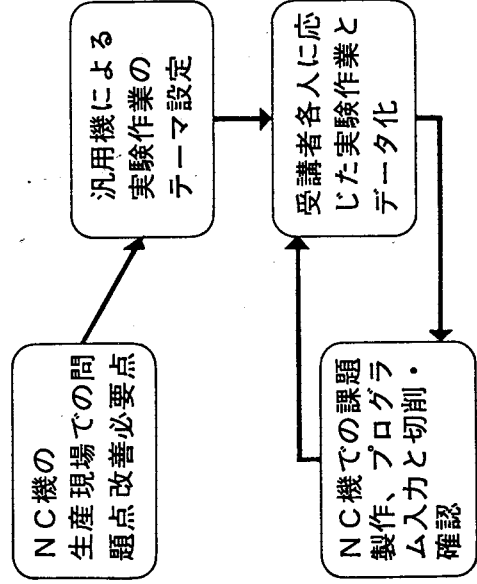 NC機の
生産現場での問
題点改善必要点
汎用機による
実験作業の
テーマ設定
受講者各人に応
じた実験作業と
データ化
NC機での課題
製作、プログラ
ム入力と切削・
確認